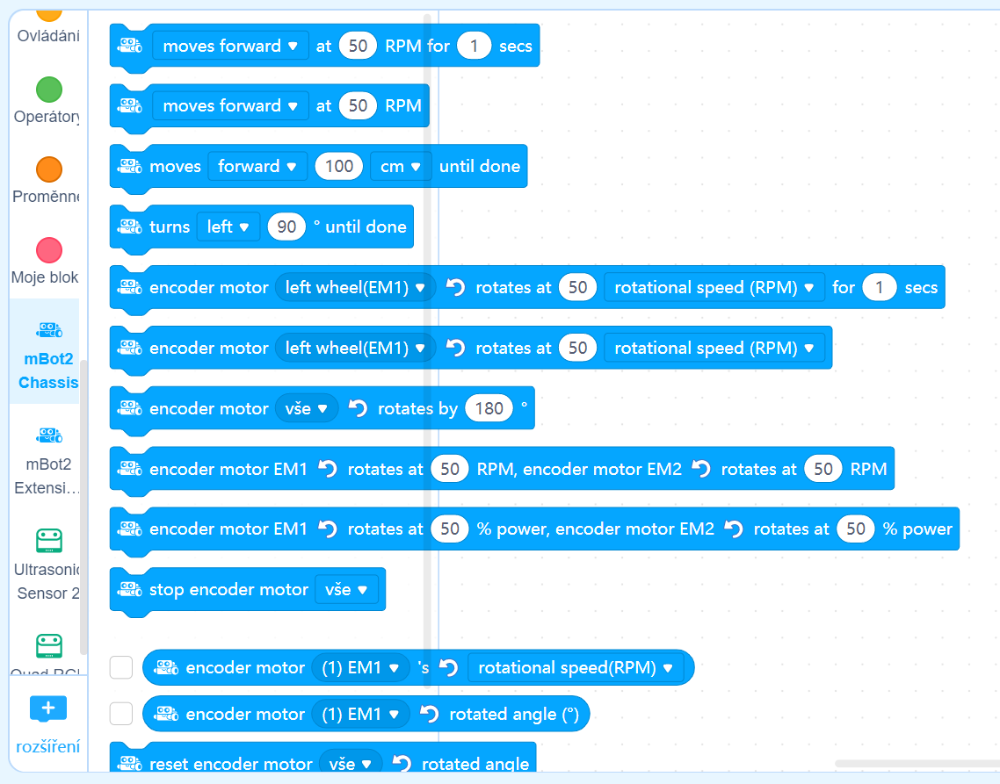 Ovládání
Operátory
Proměnné
Moje blok
mBot2
Chassis
mBot2
Extensi...
Ultrasonic
Sensor 2
Quad RGB
rozšíření
moves forward at 50 RPM for 1 secs
moves forward at 50 RPM
moves forward 100 cm until done
turns left 90 ° until done
encoder motor left wheel(EM1) rotates at 50 rotational speed (RPM) for 1 secs
encoder motor left wheel(EM1) rotates at 50 rotational speed (RPM)
encoder motor vše rotates by 180 °
encoder motor EM1 rotates at 50 RPM, encoder motor EM2 rotates at 50 RPM
encoder motor EM1 rotates at 50 % power, encoder motor EM2 rotates at 50 % power
stop encoder motor vše
encoder motor (1) EM1 's rotational speed(RPM)
encoder motor (1) EM1 rotated angle (°)
reset encoder motor vše rotated angle